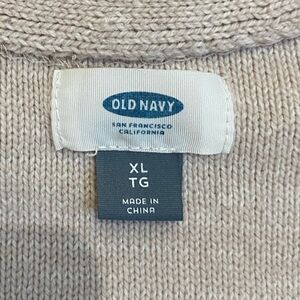 OLD NAVY
SAN FRANCISCO
CALIFORNIA
XL
TG
MADE IN
CHINA